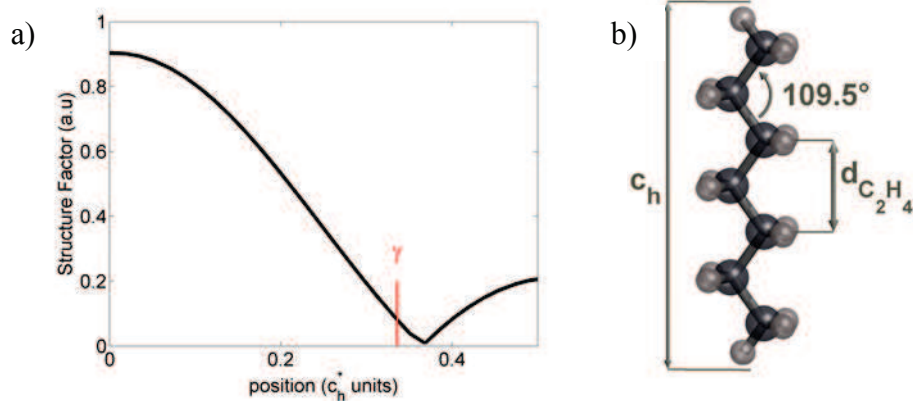 a)
1
0.8
0.6
0.4
0.2
0
Structure Factor (a.u)
γ
0
0.2
0.4
position (c*h units)
b)
109.5°
ch
dC2H4